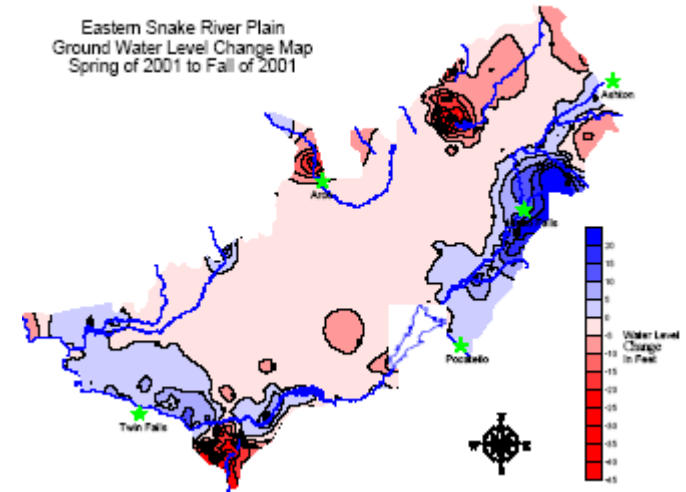 Eastern Snake River Plain
Ground Water Level Change Map
Spring of 2001 to Fall of 2001
Ashton
Falls
Pocatello
Twin Falls
Water Level
Change
In Feet
20
15
10
5
0
-5
-10
-15
-20
-25
-30
-35
-40
-45
W
E